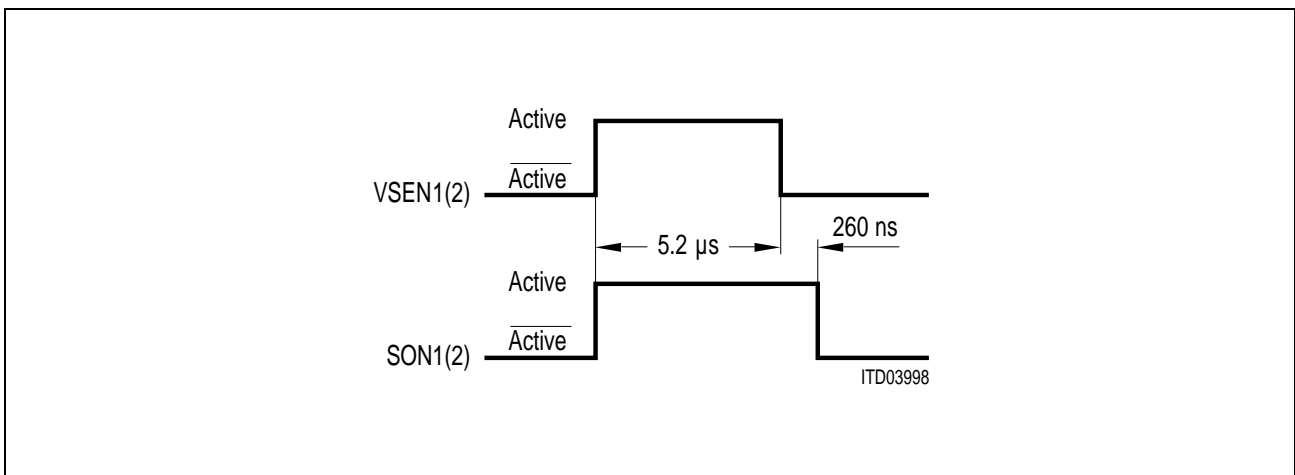 Active
Active
VSEN1(2)
260 ns
5.2 µs
Active
Active
SON1(2)
ITD03998